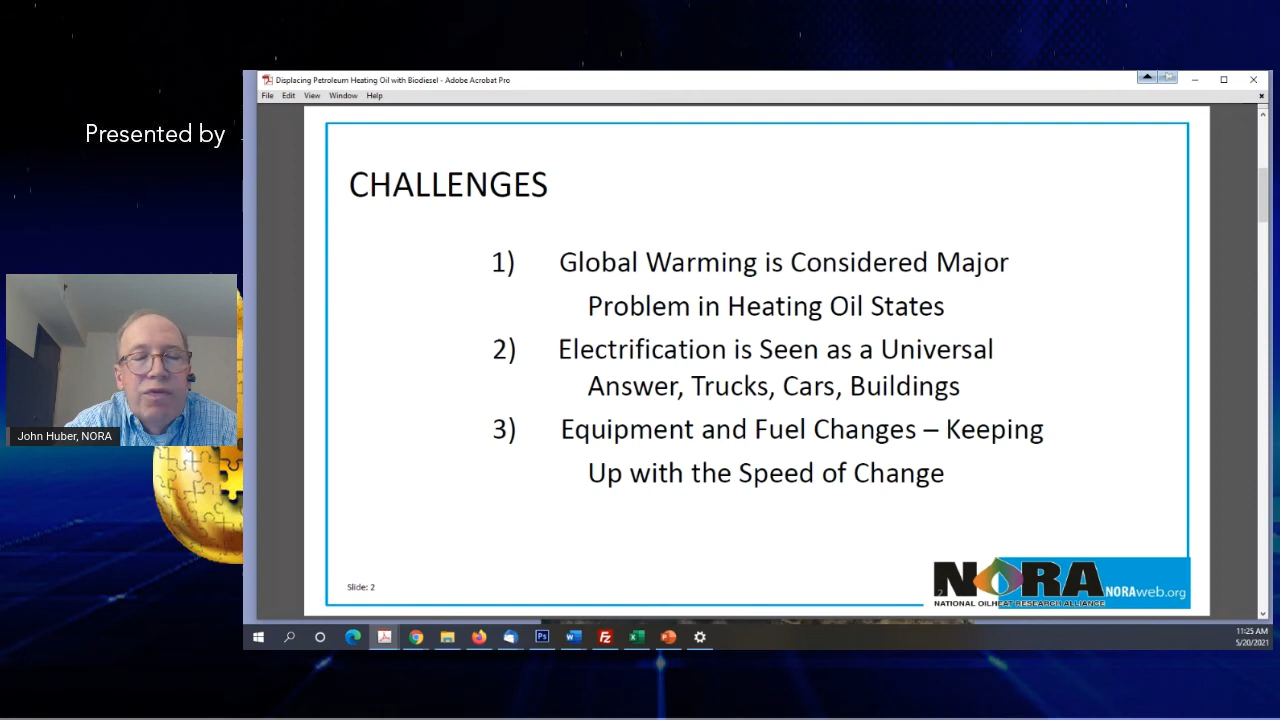 Presented by
Displacing Petroleum Heating Oil with Biodiesel - Adobe Acrobat Pro
File Edit View Window Help
CHALLENGES
1) Global Warming is Considered Major
Problem in Heating Oil States
2) Electrification is Seen as a Universal
Answer, Trucks, Cars, Buildings
3) Equipment and Fuel Changes – Keeping
Up with the Speed of Change
John Huber, NORA
Slide: 2
NORA
NORAweb.org
NATIONAL OILHEAT RESEARCH ALLIANCE
Ps
W
Fz
X
P
11:25 AM
5/20/2021